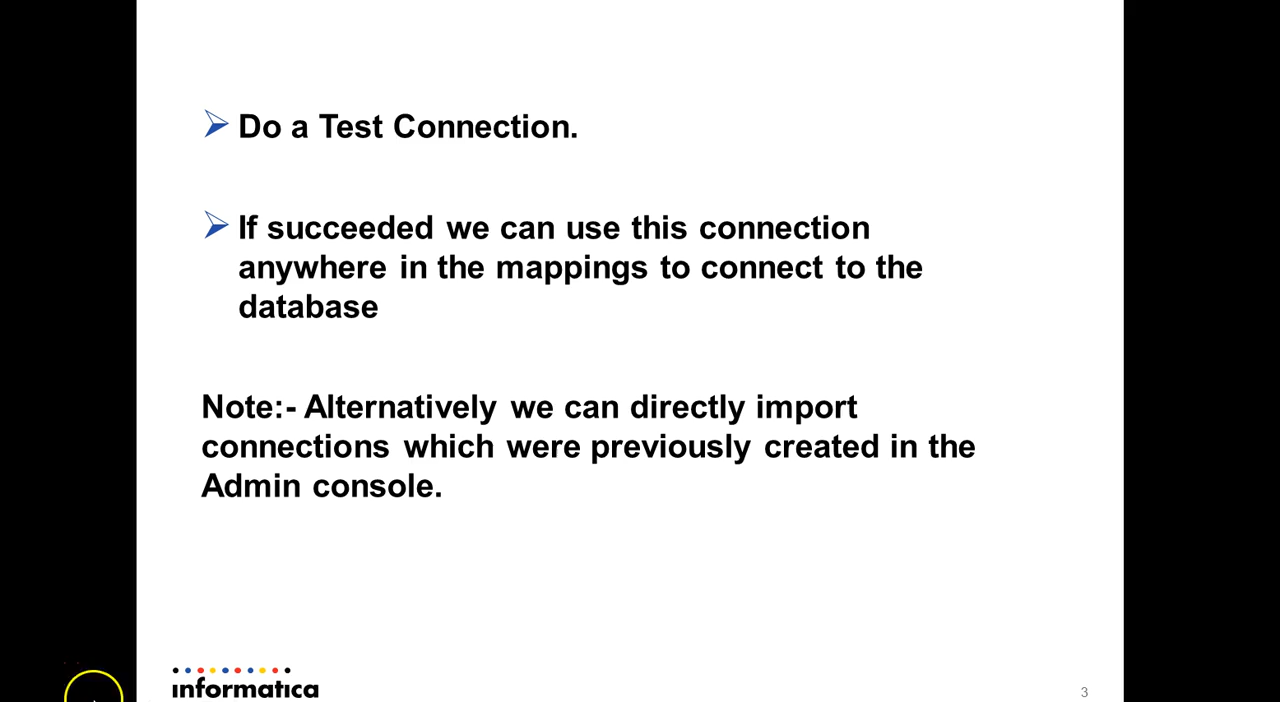 Do a Test Connection.
If succeeded we can use this connection
anywhere in the mappings to connect to the
database
Note:- Alternatively we can directly import
connections which were previously created in the
Admin console.
informatica
3